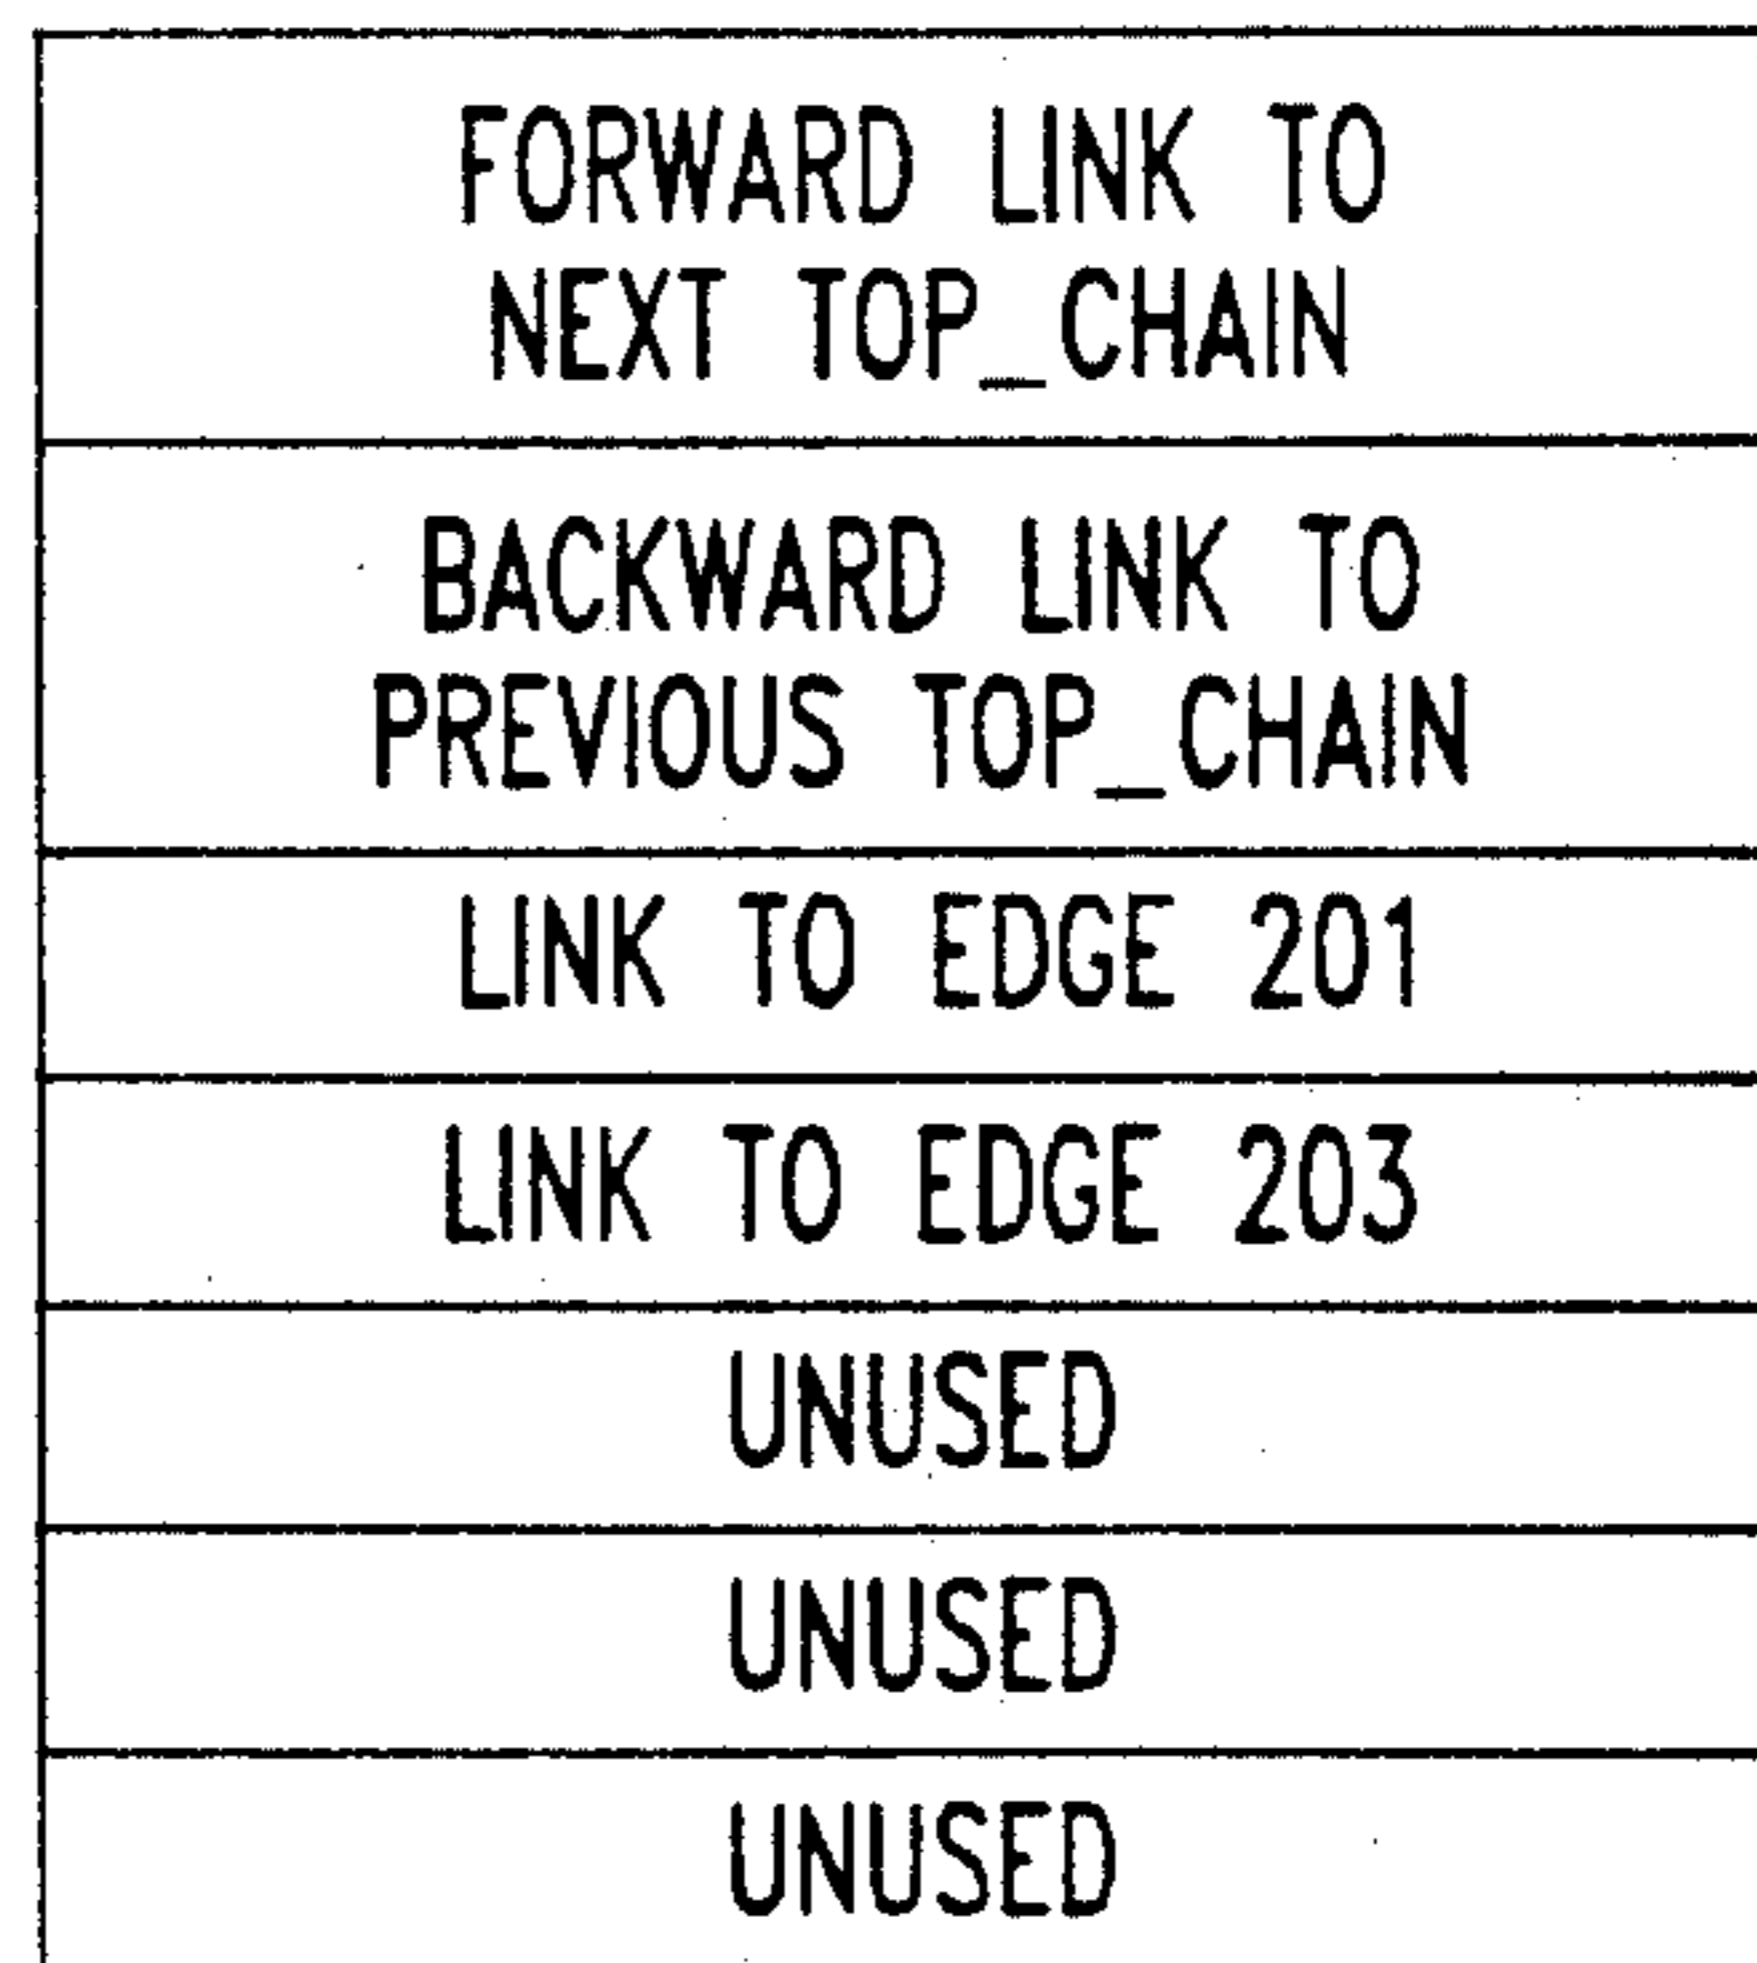 FORWARD LINK TO
NEXT TOP_CHAIN
BACKWARD LINK TO
PREVIOUS TOP_CHAIN
LINK TO EDGE 201
LINK TO EDGE 203
UNUSED
UNUSED
UNUSED